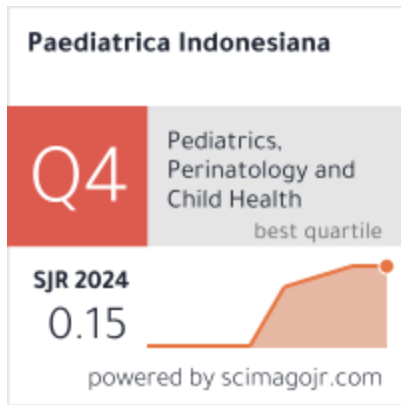 Paediatrica Indonesiana
Q4
Pediatrics,
Perinatology and
Child Health
best quartile
SJR 2024
0.15
powered by scimagojr.com